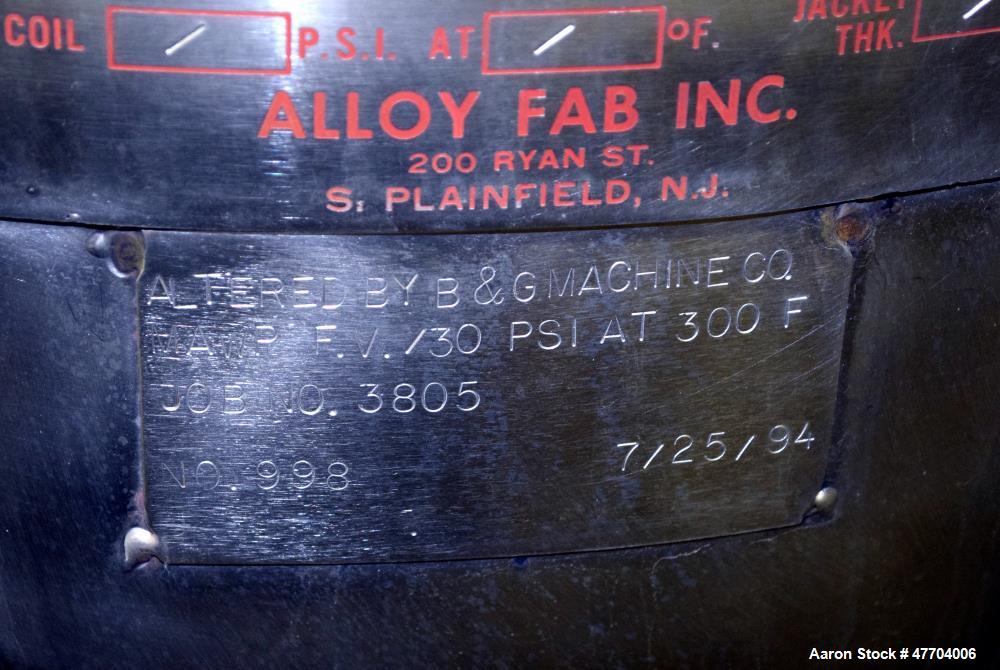 COIL / P.S.I. AT / °F. JACKET
THK. /
ALLOY FAB INC.
200 RYAN ST.
S. PLAINFIELD, N.J.
ALTERED BY B & G MACHINE CO.
MAWP F.V./30 PSI AT 300 F
JOB NO. 3805
7/25/94
NO. 998
Aaron Stock # 47704006